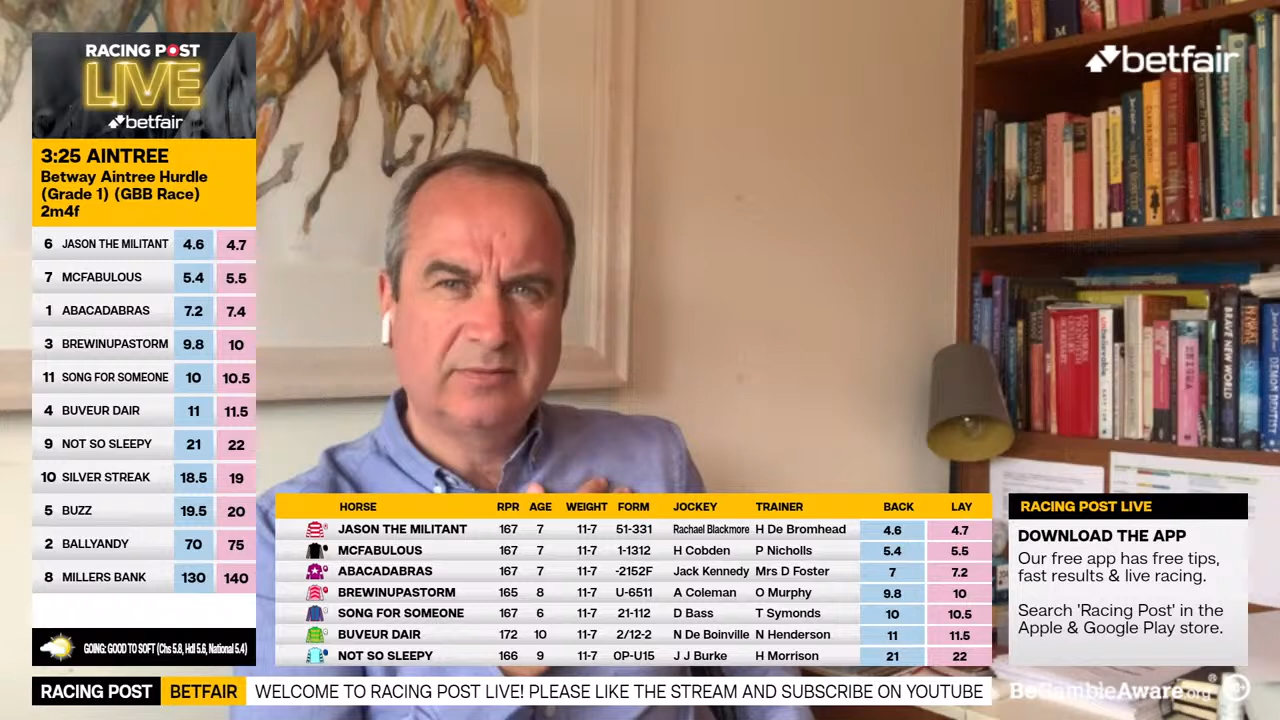 RACING POST
LIVE
betfair
3:25 AINTREE
Betway Aintree Hurdle
(Grade 1) (GBB Race)
2m4f
6 JASON THE MILITANT 4.6 4.7
7 MCFABULOUS 5.4 5.5
1 ABACADABRAS 7.2 7.4
3 BREWINUPASTORM 9.8 10
11 SONG FOR SOMEONE 10 10.5
4 BUVEUR DAIR 11 11.5
9 NOT SO SLEEPY 21 22
10 SILVER STREAK 18.5 19
5 BUZZ 19.5 20
2 BALLYANDY 70 75
8 MILLERS BANK 130 140
GOING: GOOD TO SOFT (Chs 5.8, Hdl 5.6, National 5.4)
betfair
BRAVE NEW WORLD
DEMON DENTIST
HORSE RPR AGE WEIGHT FORM JOCKEY TRAINER BACK LAY
JASON THE MILITANT 167 7 11-7 51-331 Rachael Blackmore H De Bromhead 4.6 4.7
MCFABULOUS 167 7 11-7 1-1312 H Cobden P Nicholls 5.4 5.5
ABACADABRAS 167 7 11-7 -2152F Jack Kennedy Mrs D Foster 7 7.2
BREWINUPASTORM 165 8 11-7 U-6511 A Coleman O Murphy 9.8 10
SONG FOR SOMEONE 167 6 11-7 21-112 D Bass T Symonds 10 10.5
BUVEUR DAIR 172 10 11-7 2/12-2 N De Boinville N Henderson 11 11.5
NOT SO SLEEPY 166 9 11-7 0P-U15 J J Burke H Morrison 21 22
RACING POST LIVE
DOWNLOAD THE APP
Our free app has free tips,
fast results & live racing.
Search 'Racing Post' in the
Apple & Google Play store.
RACING POST BETFAIR WELCOME TO RACING POST LIVE! PLEASE LIKE THE STREAM AND SUBSCRIBE ON YOUTUBE
BeGambleAware.org® 18+